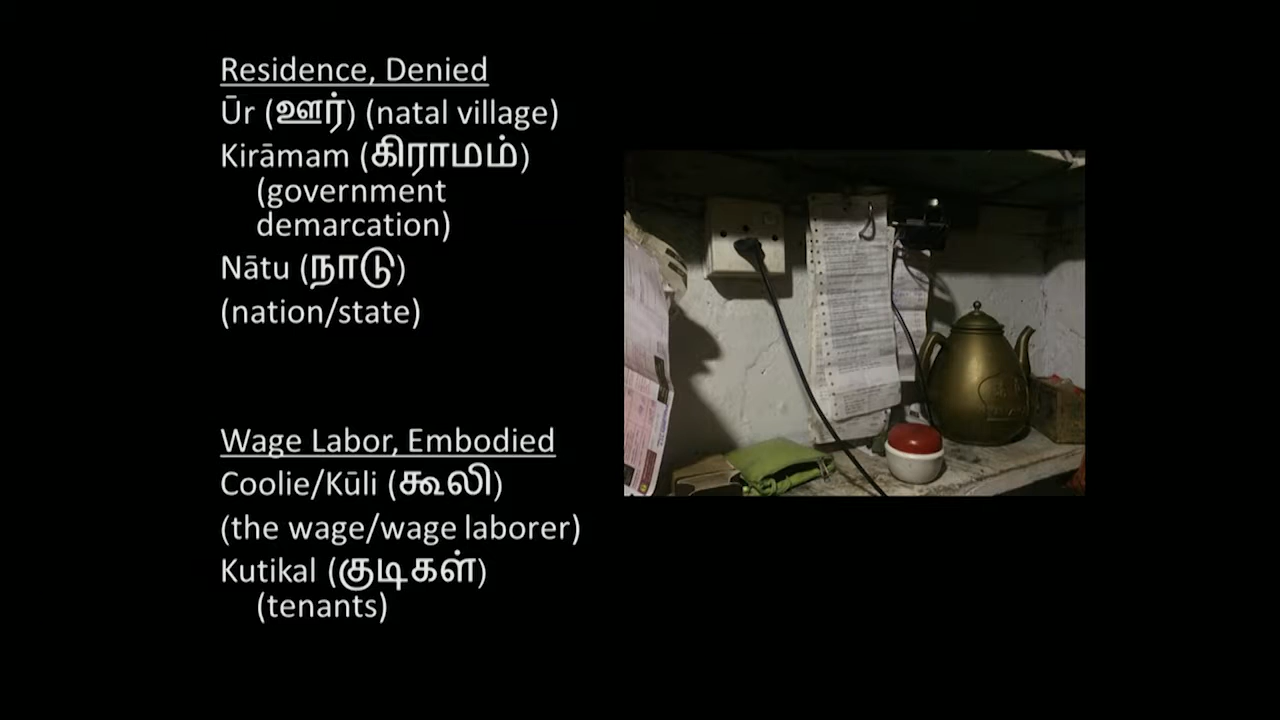 Residence, Denied
Ūr (ஊர்) (natal village)
Kirāmam (கிராமம்)
(government
demarcation)
Nātu (நாடு)
(nation/state)
Wage Labor, Embodied
Coolie/Kūli (கூலி)
(the wage/wage laborer)
Kutikal (குடிகள்)
(tenants)